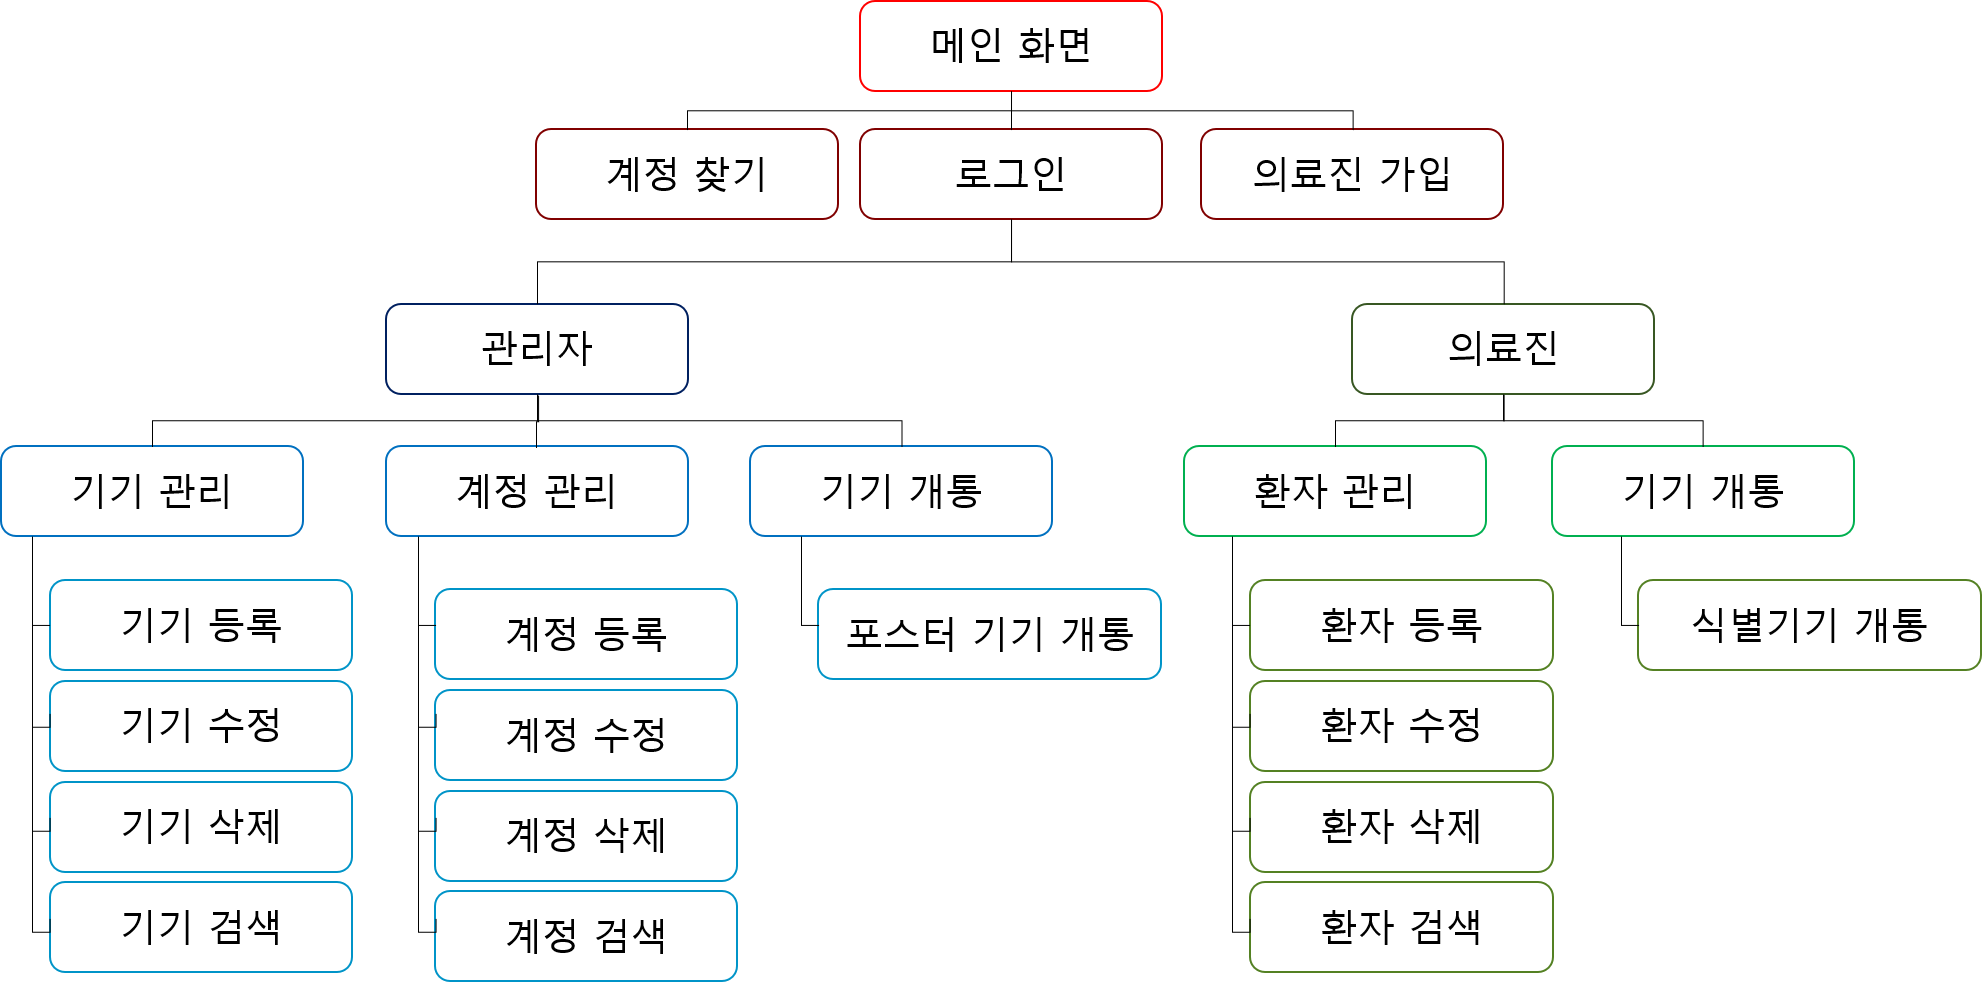 메인 화면
계정 찾기
로그인
의료진 가입
관리자
의료진
기기 관리
계정 관리
기기 개통
환자 관리
기기 개통
기기 등록
기기 수정
기기 삭제
기기 검색
계정 등록
계정 수정
계정 삭제
계정 검색
포스터 기기 개통
환자 등록
환자 수정
환자 삭제
환자 검색
식별기기 개통